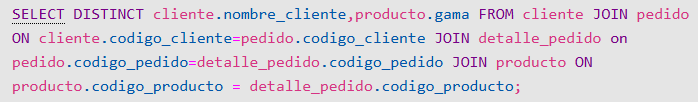 SELECT DISTINCT cliente.nombre_cliente,producto.gama FROM cliente JOIN pedido
ON cliente.codigo_cliente=pedido.codigo_cliente JOIN detalle_pedido on
pedido.codigo_pedido=detalle_pedido.codigo_pedido JOIN producto ON
producto.codigo_producto = detalle_pedido.codigo_producto;